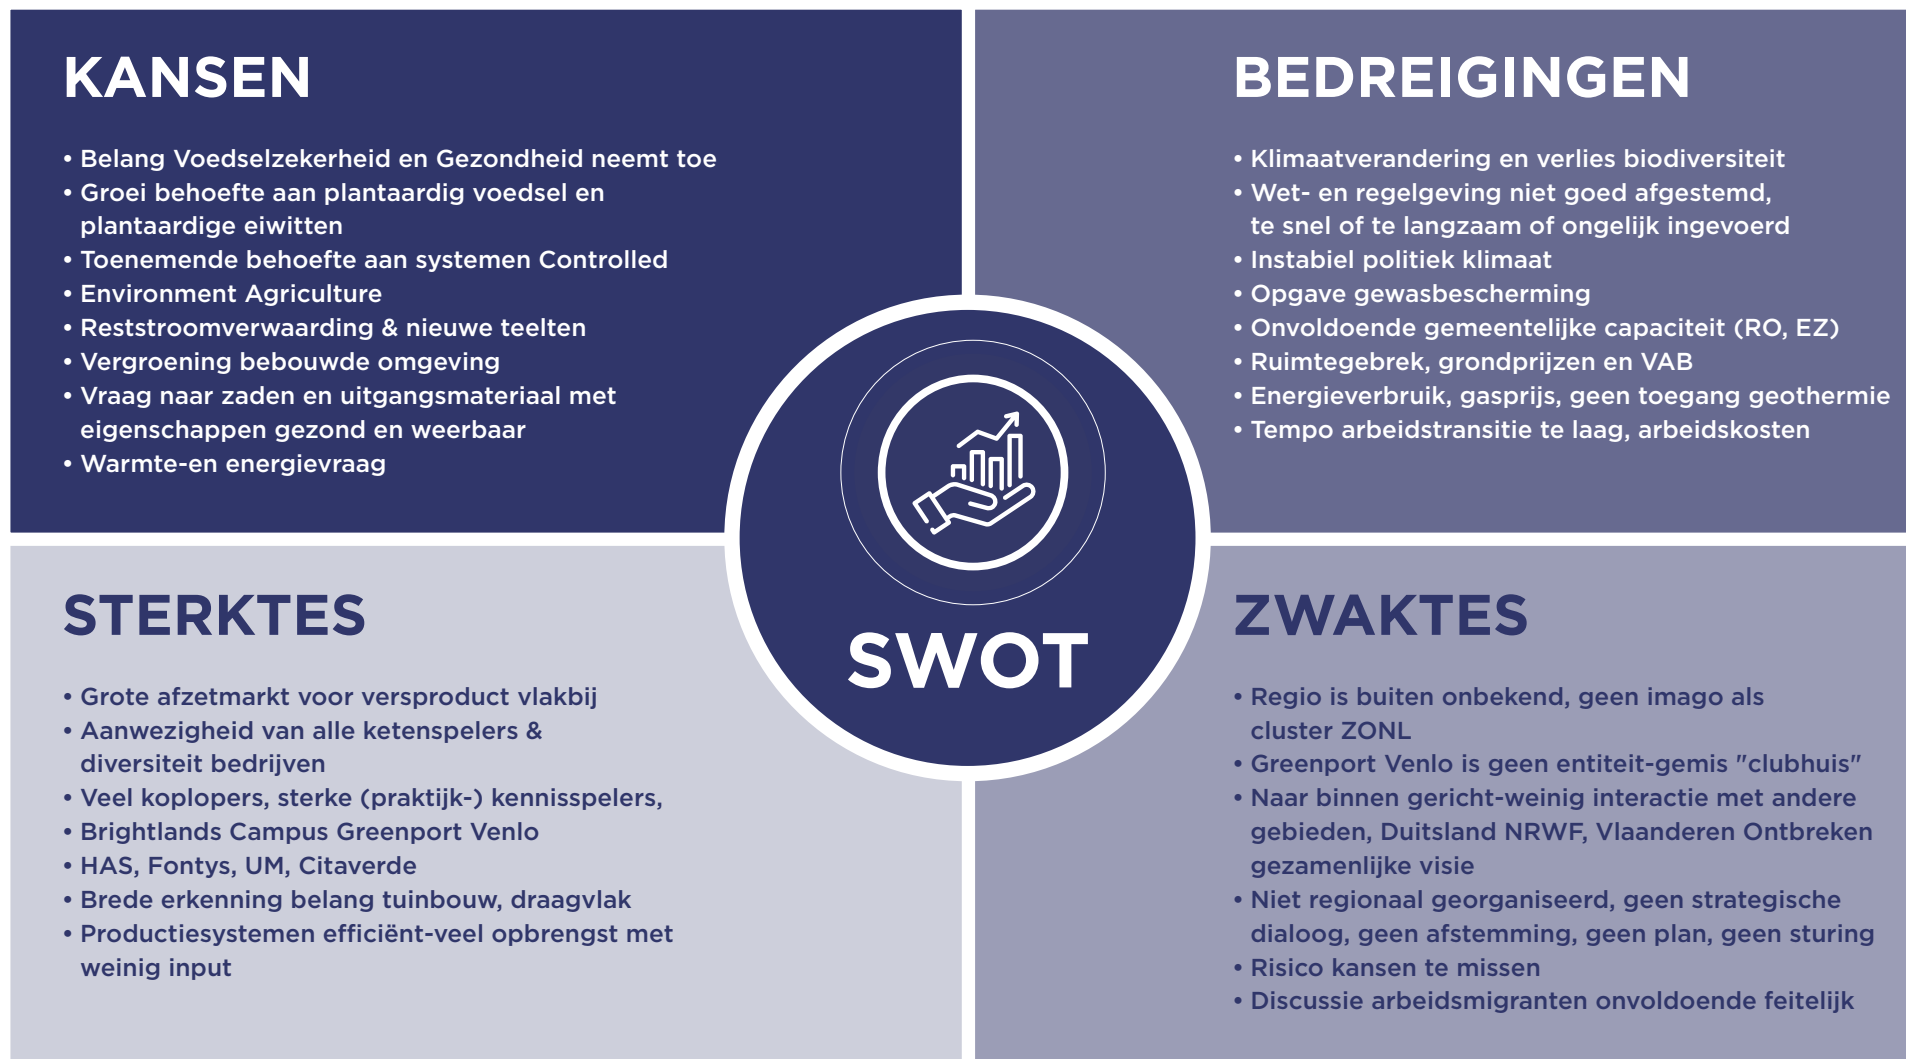 KANSEN
• Belang Voedselzekerheid en Gezondheid neemt toe
• Groei behoefte aan plantaardig voedsel en
plantaardige eiwitten
• Toenemende behoefte aan systemen Controlled
• Environment Agriculture
• Reststroomverwaarding & nieuwe teelten
• Vergroening bebouwde omgeving
• Vraag naar zaden en uitgangsmateriaal met
eigenschappen gezond en weerbaar
• Warmte-en energievraag
BEDREIGINGEN
• Klimaatverandering en verlies biodiversiteit
• Wet- en regelgeving niet goed afgestemd,
te snel of te langzaam of ongelijk ingevoerd
• Instabiel politiek klimaat
• Opgave gewasbescherming
• Onvoldoende gemeentelijke capaciteit (RO, EZ)
• Ruimtegebrek, grondprijzen en VAB
• Energieverbruik, gasprijs, geen toegang geothermie
• Tempo arbeidstransitie te laag, arbeidskosten
SWOT
STERKTES
• Grote afzetmarkt voor versproduct vlakbij
• Aanwezigheid van alle ketenspelers &
diversiteit bedrijven
• Veel koplopers, sterke (praktijk-) kennisspelers,
• Brightlands Campus Greenport Venlo
• HAS, Fontys, UM, Citaverde
• Brede erkenning belang tuinbouw, draagvlak
• Productiesystemen efficiënt-veel opbrengst met
weinig input
ZWAKTES
• Regio is buiten onbekend, geen imago als
cluster ZONL
• Greenport Venlo is geen entiteit-gemis "clubhuis"
• Naar binnen gericht-weinig interactie met andere
gebieden, Duitsland NRWF, Vlaanderen Ontbreken
gezamenlijke visie
• Niet regionaal georganiseerd, geen strategische
dialoog, geen afstemming, geen plan, geen sturing
• Risico kansen te missen
• Discussie arbeidsmigranten onvoldoende feitelijk